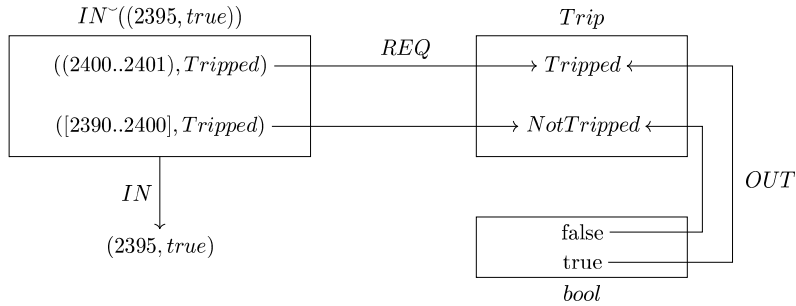 IN˘((2395, true))
Trip
REQ
((2400..2401), Tripped)
Tripped
([2390..2400], Tripped)
NotTripped
IN
OUT
(2395, true)
false
true
bool